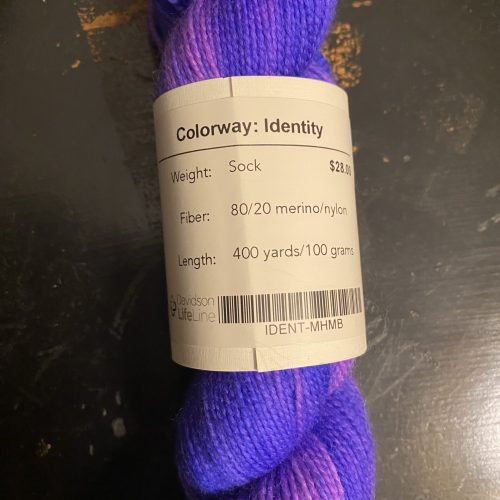 Colorway: Identity
Weight: Sock $28.00
Fiber: 80/20 merino/nylon
Length: 400 yards/100 grams
Davidson
LifeLine
IDENT-MHMB